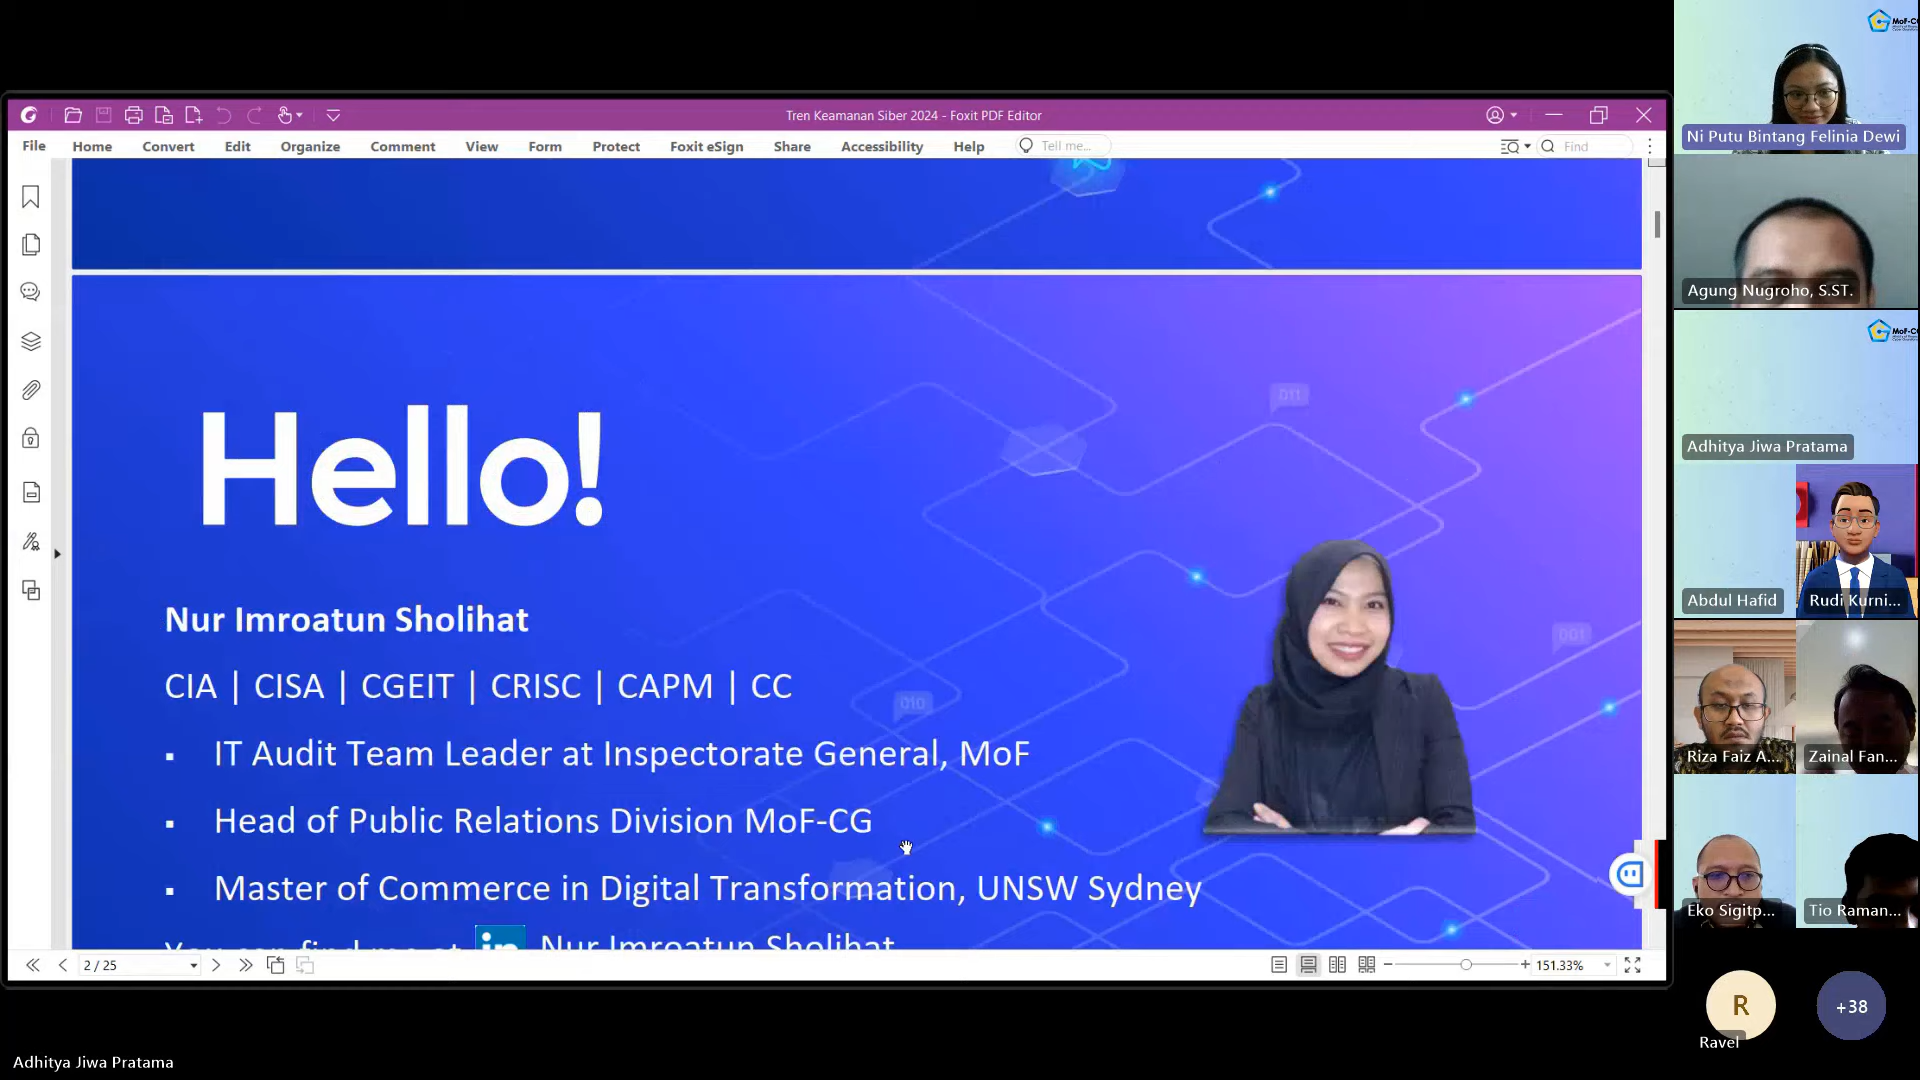 Tren Keamanan Siber 2024 - Foxit PDF Editor
File Home Convert Edit Organize Comment View Form Protect Foxit eSign Share Accessibility Help Tell me... Find
011
Hello!
001
010
Nur Imroatun Sholihat
CIA | CISA | CGEIT | CRISC | CAPM | CC
▪ IT Audit Team Leader at Inspectorate General, MoF
▪ Head of Public Relations Division MoF-CG
▪ Master of Commerce in Digital Transformation, UNSW Sydney
You can find me at in Nur Imroatun Sholihat
2 / 25
151.33%
Adhitya Jiwa Pratama
MoF-C
Ni Putu Bintang Felinia Dewi
Agung Nugroho, S.ST.
MoF-C
Adhitya Jiwa Pratama
Abdul Hafid
Rudi Kurni...
Riza Faiz A...
Zainal Fan...
Eko Sigitp...
Tio Raman...
R
Ravel
+38